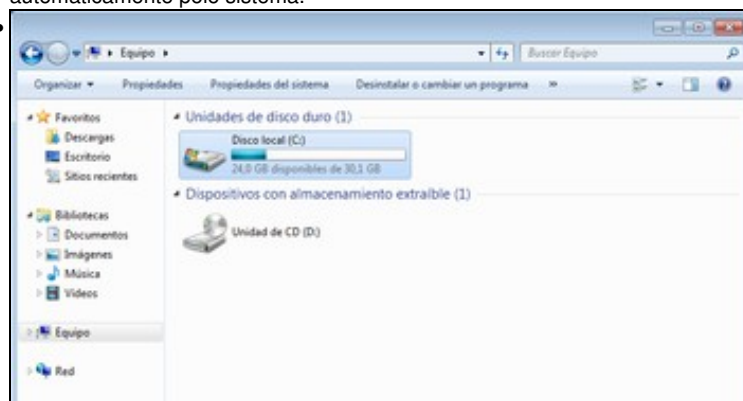 automaticamente polo sistema.
Equipo
Buscar Equipo
Organizar Propiedades Propiedades del sistema Desinstalar o cambiar un programa »
Favoritos
Descargas
Escritorio
Sitios recientes
Bibliotecas
Documentos
Imágenes
Música
Videos
Equipo
Red
Unidades de disco duro (1)
Disco local (C:)
24,0 GB disponibles de 30,1 GB
Dispositivos con almacenamiento extraíble (1)
Unidad de CD (D:)